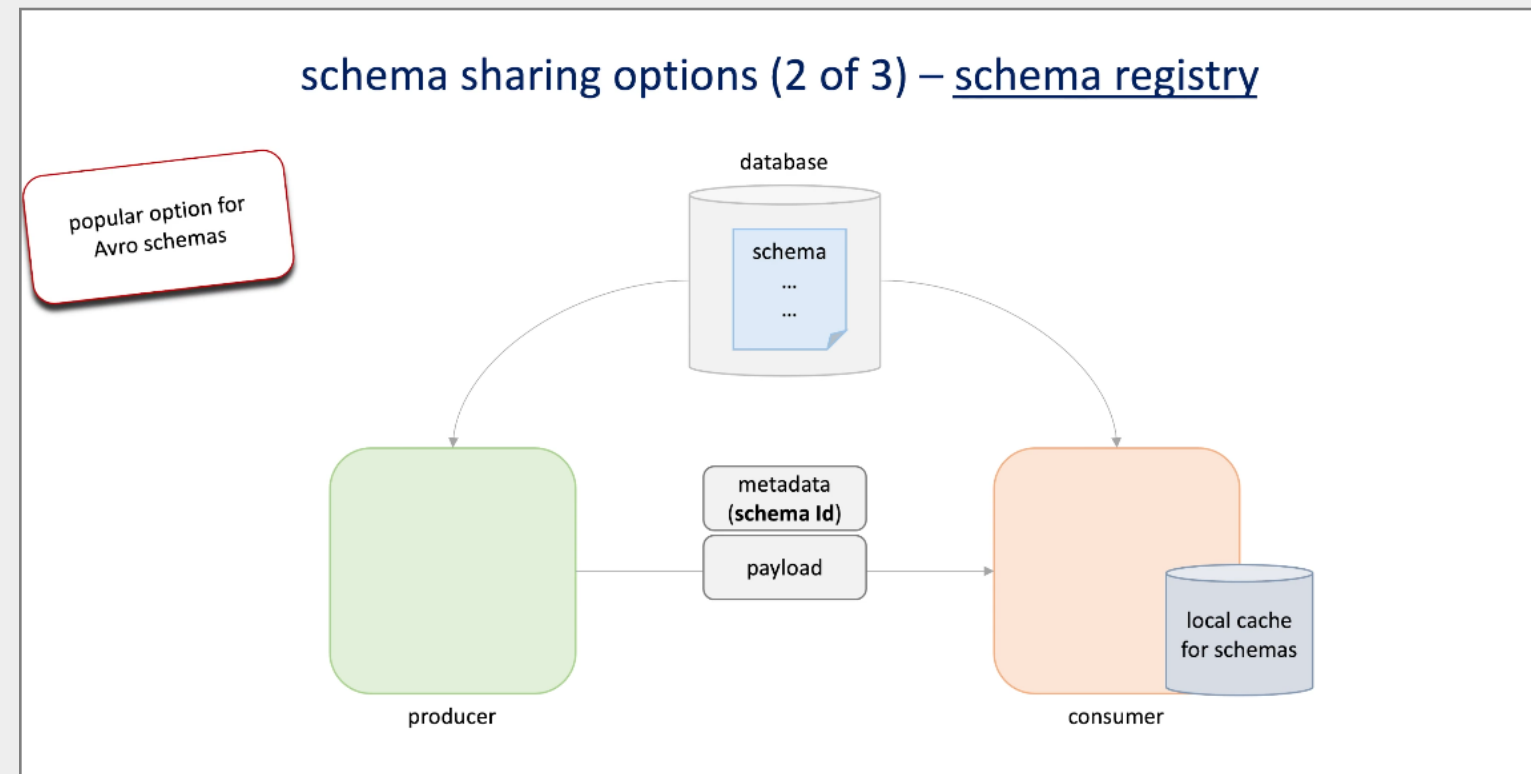 schema sharing options (2 of 3) – schema registry
popular option for
Avro schemas
database
schema
...
...
metadata
(schema Id)
payload
local cache
for schemas
producer
consumer